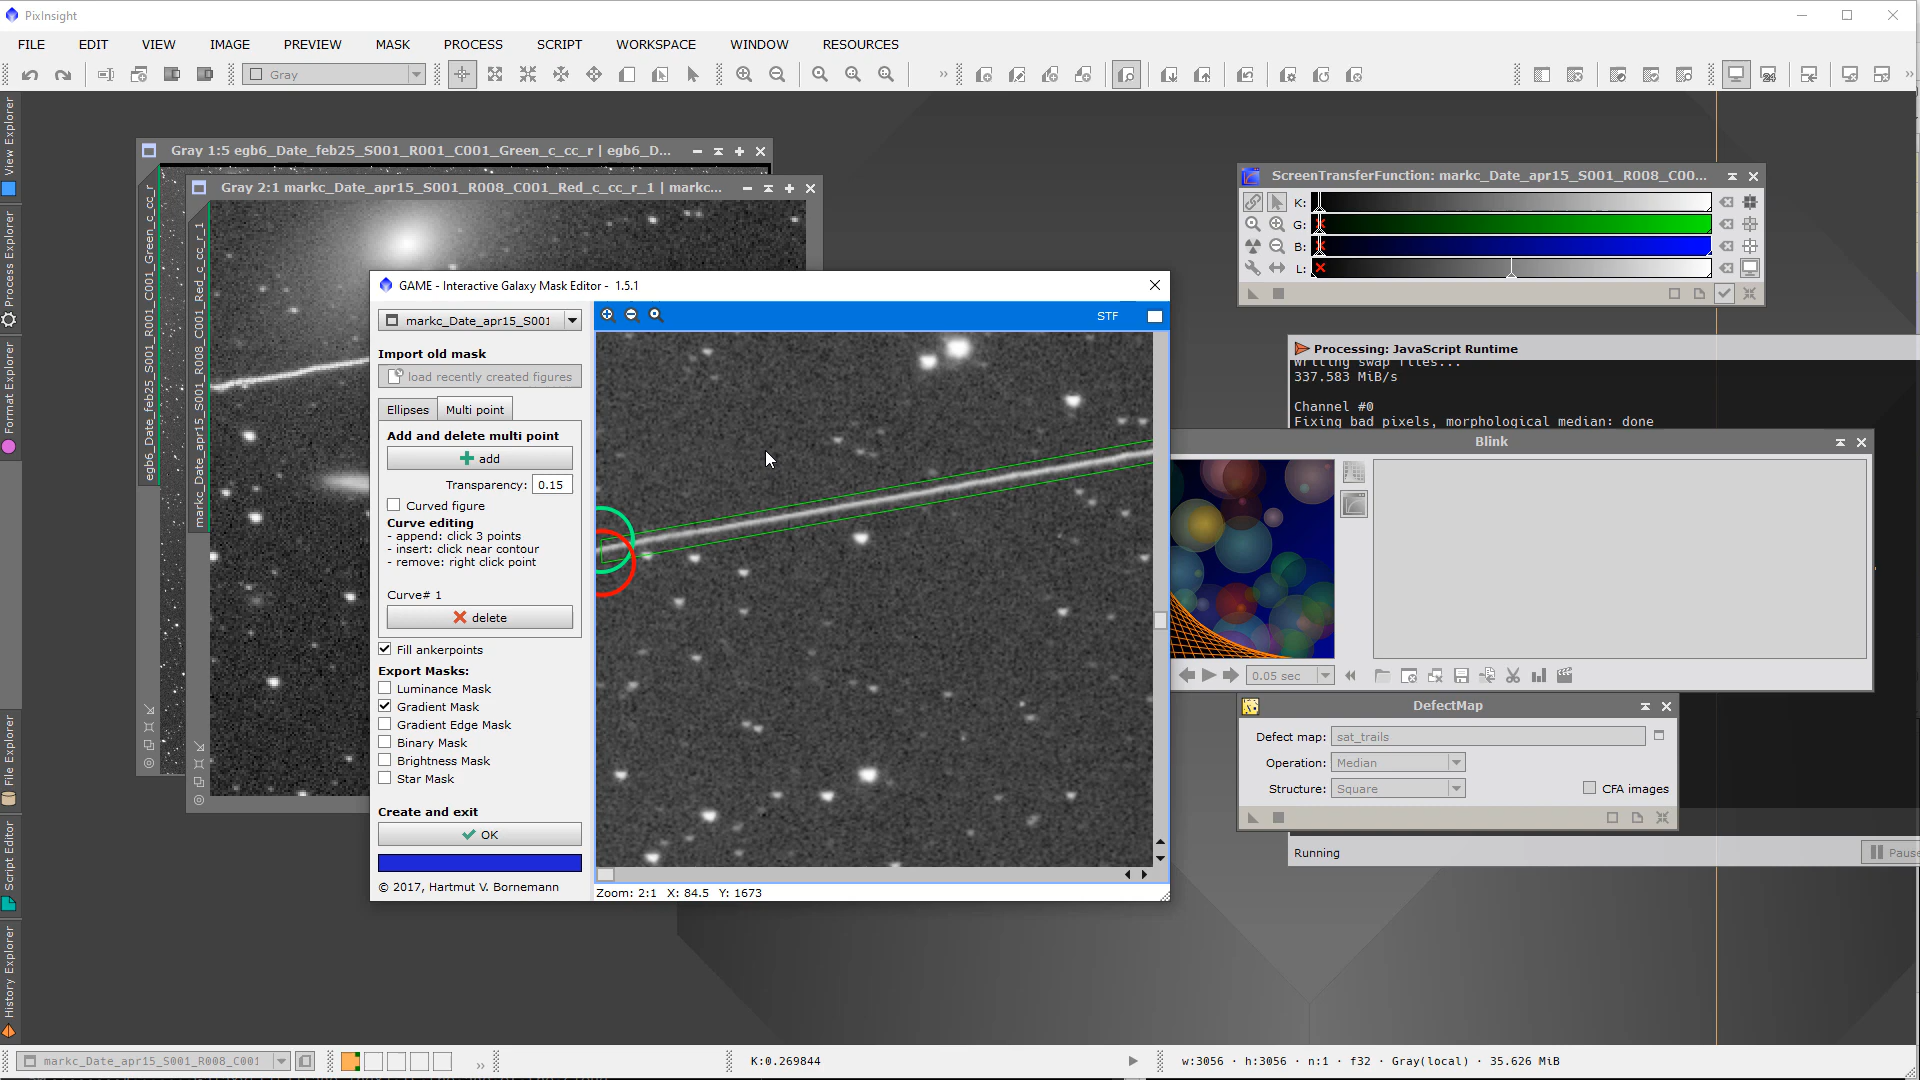 PixInsight
FILE EDIT VIEW IMAGE PREVIEW MASK PROCESS SCRIPT WORKSPACE WINDOW RESOURCES
Gray
View Explorer
Process Explorer
Format Explorer
File Explorer
Script Editor
History Explorer
Gray 1:5 egb6_Date_feb25_S001_R001_C001_Green_c_cc_r | egb6_D...
egb6_Date_feb25_S001_R001_C001_Green_c_cc_r
Gray 2:1 markc_Date_apr15_S001_R008_C001_Red_c_cc_r_1 | markc...
markc_Date_apr15_S001_R008_C001_Red_c_cc_r_1
GAME - Interactive Galaxy Mask Editor - 1.5.1
markc_Date_apr15_S001
STF
Import old mask
load recently created figures
Ellipses Multi point
Add and delete multi point
add
Transparency: 0.15
Curved figure
Curve editing
- append: click 3 points
- insert: click near contour
- remove: right click point
Curve# 1
delete
Fill ankerpoints
Export Masks:
Luminance Mask
Gradient Mask
Gradient Edge Mask
Binary Mask
Brightness Mask
Star Mask
Create and exit
OK
© 2017, Hartmut V. Bornemann
Zoom: 2:1 X: 84.5 Y: 1673
ScreenTransferFunction: markc_Date_apr15_S001_R008_C00...
K:
G:
B:
L:
Processing: JavaScript Runtime
Writing swap files...
337.583 MiB/s
Channel #0
Fixing bad pixels, morphological median: done
Blink
0.05 sec
DefectMap
Defect map: sat_trails
Operation: Median
Structure: Square
CFA images
Running
Pause
markc_Date_apr15_S001_R008_C001
K:0.269844
w:3056 · h:3056 · n:1 · f32 · Gray(local) · 35.626 MiB